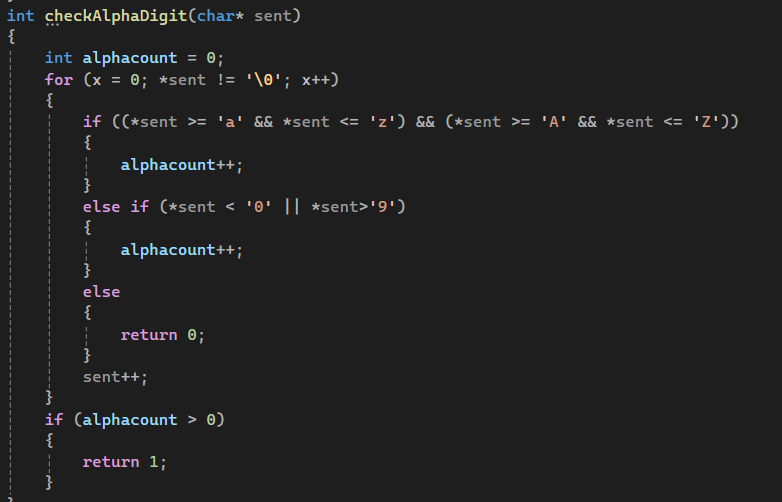 int checkAlphaDigit(char* sent)
{
int alphacount = 0;
for (x = 0; *sent != '\0'; x++)
{
if ((*sent >= 'a' && *sent <= 'z') && (*sent >= 'A' && *sent <= 'Z'))
{
alphacount++;
}
else if (*sent < '0' || *sent>'9')
{
alphacount++;
}
else
{
return 0;
}
sent++;
}
if (alphacount > 0)
{
return 1;
}